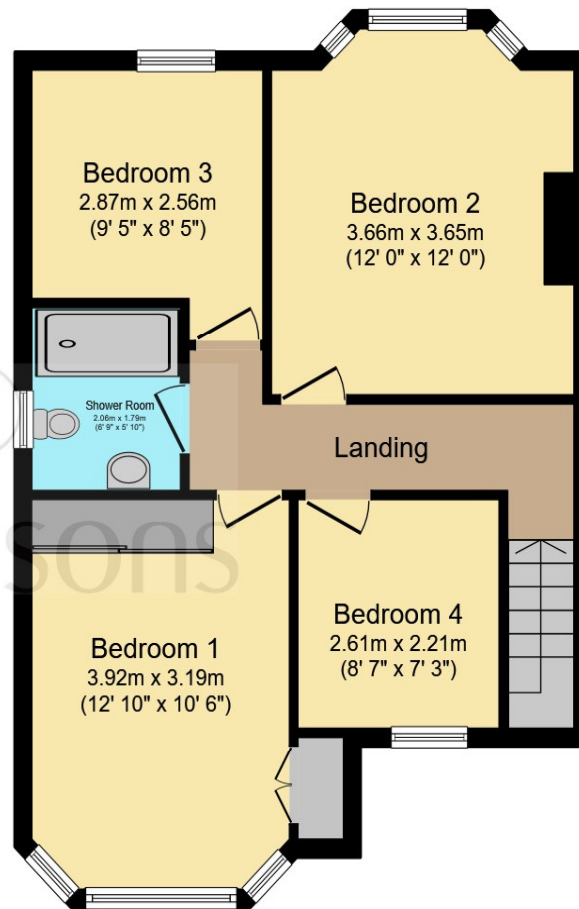 Bedroom 3
2.87m x 2.56m
(9' 5" x 8' 5")
Bedroom 2
3.66m x 3.65m
(12' 0" x 12' 0")
Shower Room
2.06m x 1.79m
(6' 9" x 5' 10")
Landing
sons
Bedroom 1
3.92m x 3.19m
(12' 10" x 10' 6")
Bedroom 4
2.61m x 2.21m
(8' 7" x 7' 3")